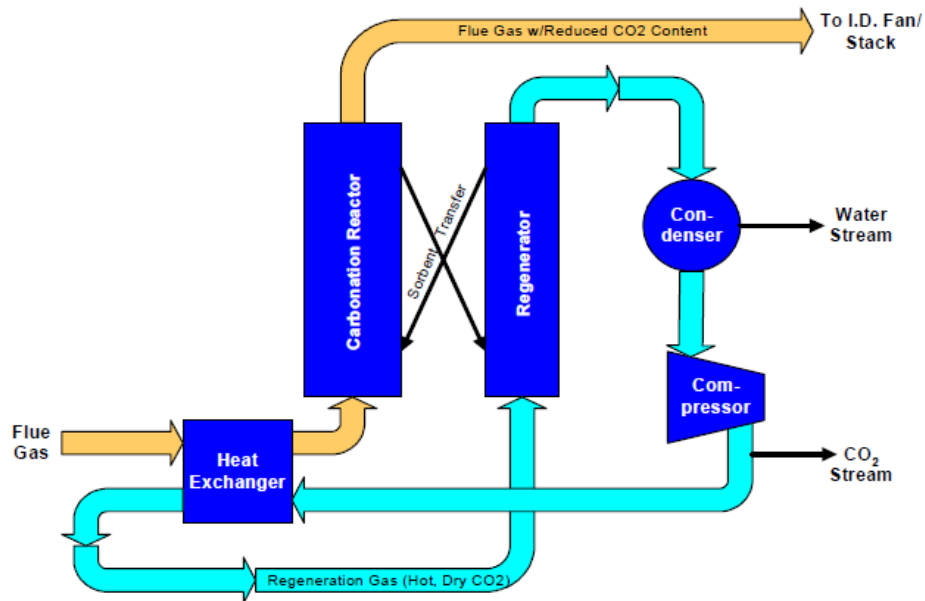 Flue Gas w/Reduced CO2 Content
To I.D. Fan/
Stack
Carbonation Reactor
Sorbent Transfer
Regenerator
Con-
denser
Water
Stream
Com-
pressor
Flue
Gas
Heat
Exchanger
CO₂
Stream
Regeneration Gas (Hot, Dry CO2)